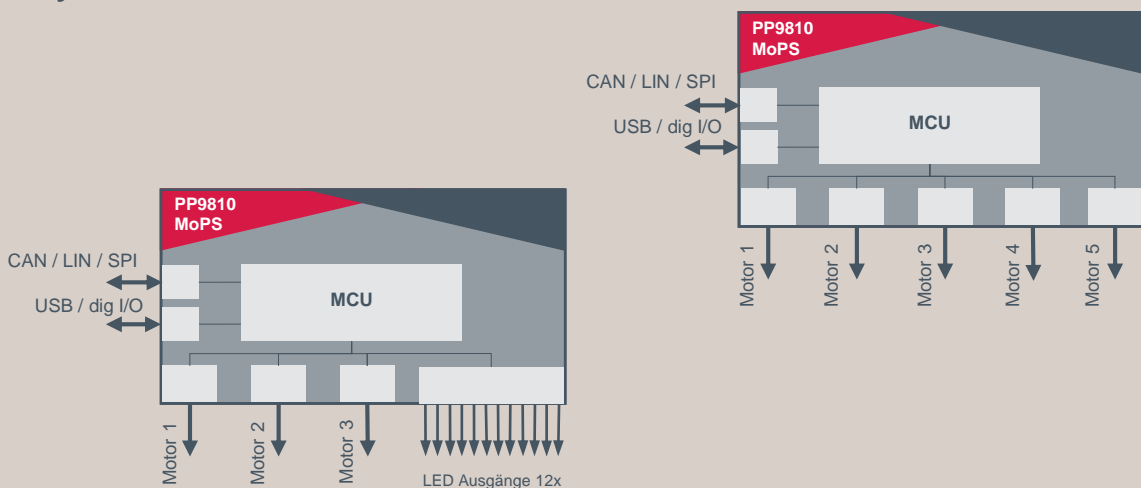 PP9810
MoPS
CAN / LIN / SPI
USB / dig I/O
MCU
Motor 1
Motor 2
Motor 3
Motor 4
Motor 5
PP9810
MoPS
CAN / LIN / SPI
USB / dig I/O
MCU
Motor 1
Motor 2
Motor 3
LED Ausgänge 12x